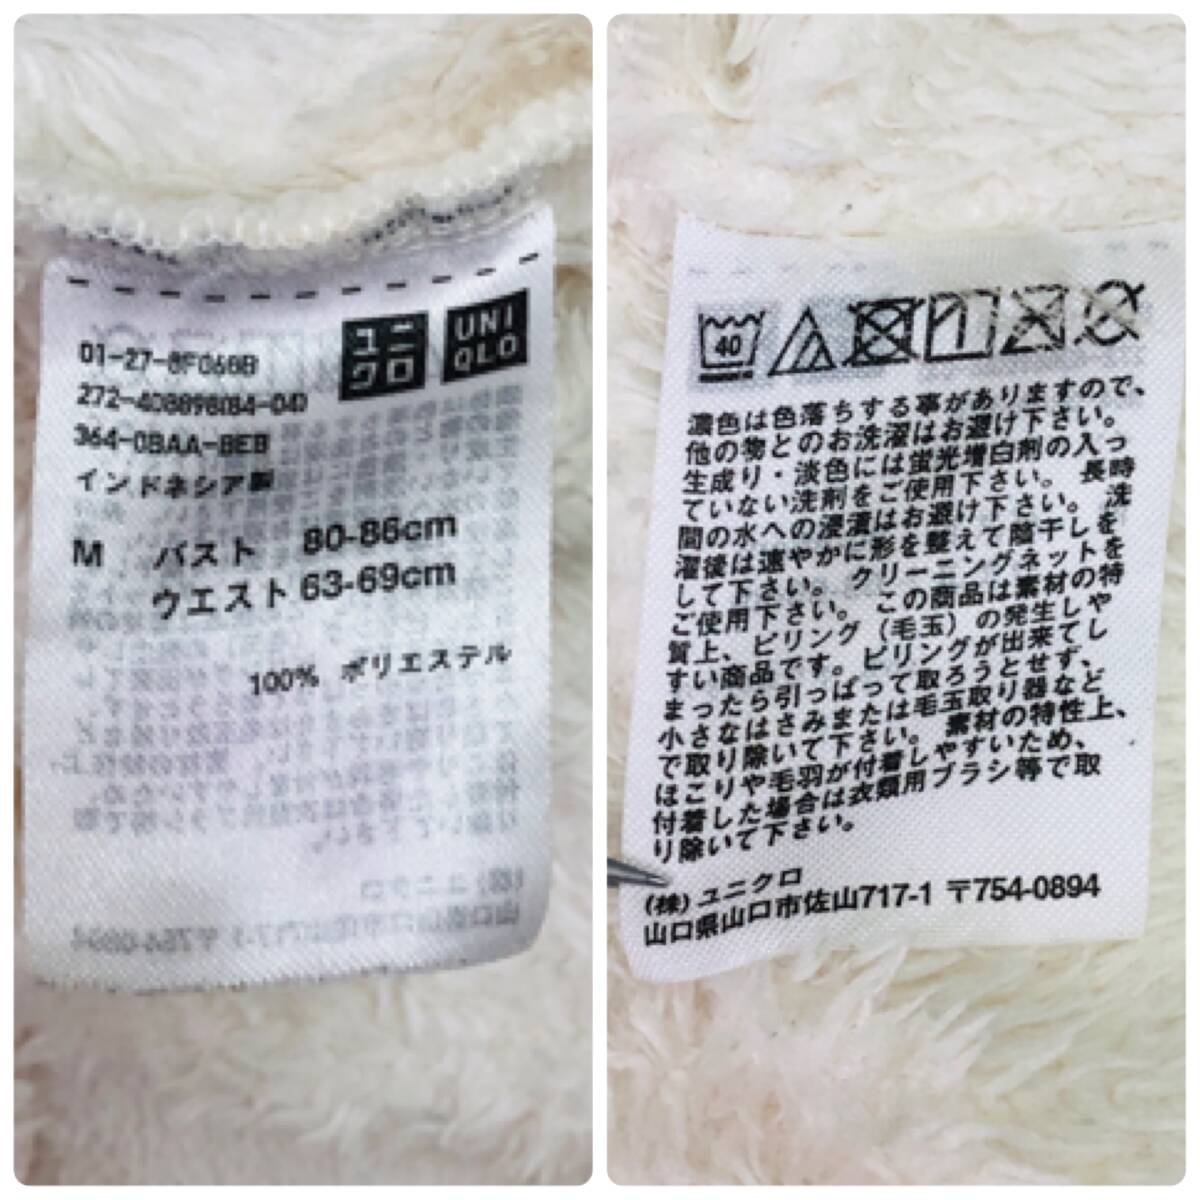 ユニ
クロ
UNI
QLO
01-27-8F068B
272-408898(84-04)
364-0BAA-BEB
インドネシア製
M バスト 80-86cm
ウエスト 63-69cm
100% ポリエステル
40
濃色は色落ちする事がありますので、
他の物とのお洗濯はお避け下さい。
生成り・淡色には蛍光増白剤の入っ
ていない洗剤をご使用下さい。 長時
間の水への浸漬はお避け下さい。 洗
濯後は速やかに形を整えて陰干しを
して下さい。 クリーニングネットを
ご使用下さい。 この商品は素材の特
質上、ピリング（毛玉）の発生しや
すい商品です。ピリングが出来てし
まったら引っぱって取ろうとせず、
小さなはさみまたは毛玉取り器など
で取り除いて下さい。 素材の特性上、
ほこりや毛羽が付着しやすいため、
付着した場合は衣類用ブラシ等で取
り除いて下さい。
(株) ユニクロ
山口県山口市佐山717-1 〒754-0894